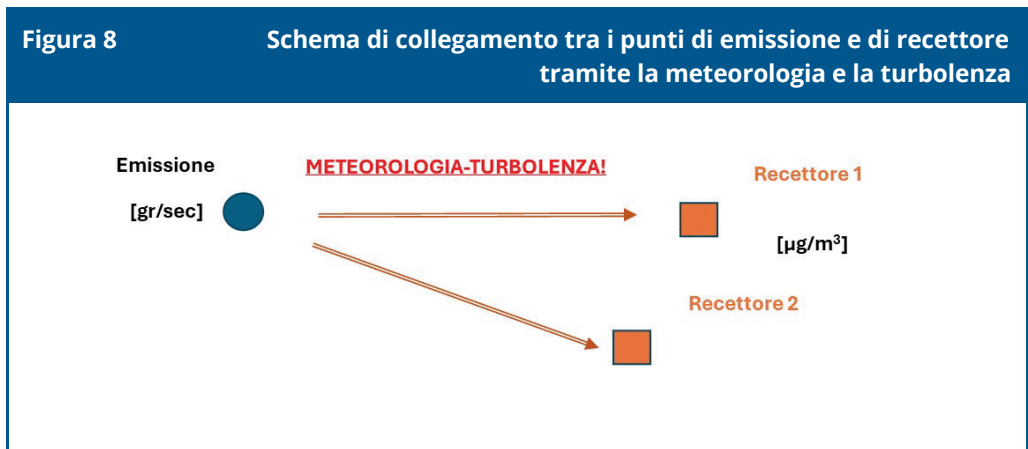 Figura 8
Schema di collegamento tra i punti di emissione e di recettore
tramite la meteorologia e la turbolenza
Emissione
METEOROLOGIA-TURBOLENZA!
Recettore 1
[gr/sec]
[µg/m³]
Recettore 2